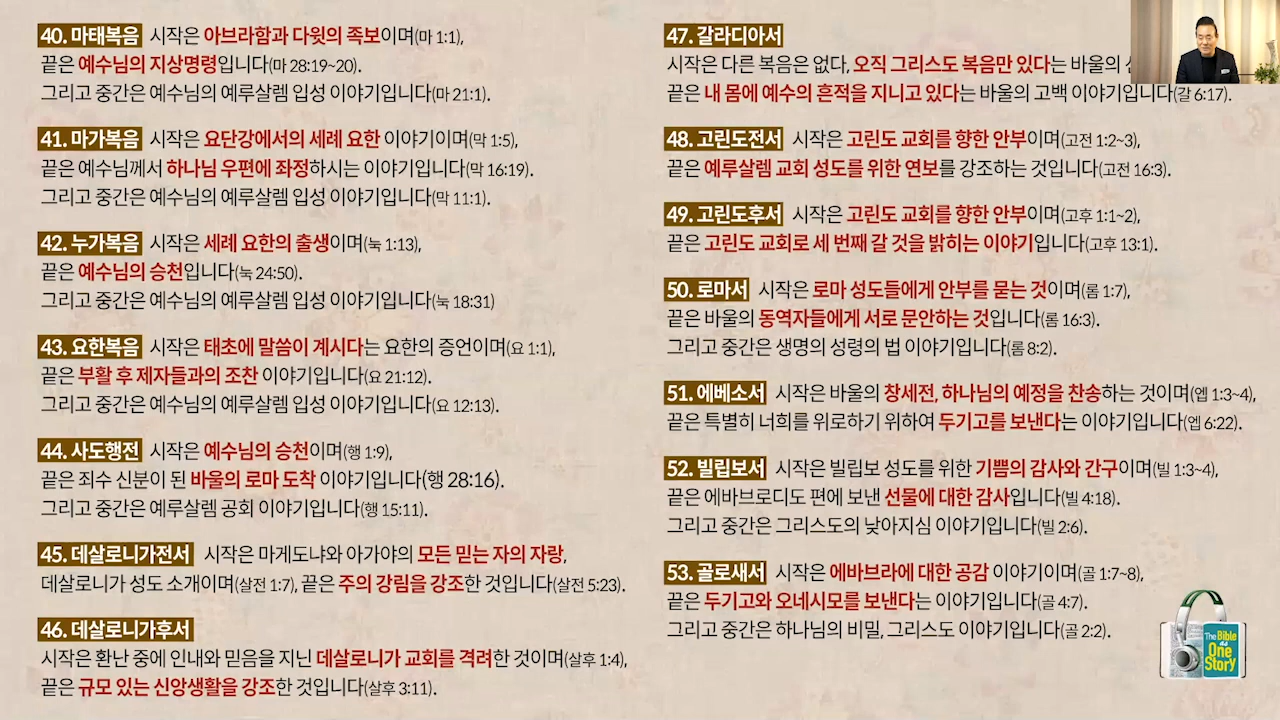 40. 마태복음 시작은 아브라함과 다윗의 족보이며(마 1:1),
끝은 예수님의 지상명령입니다(마 28:19~20).
그리고 중간은 예수님의 예루살렘 입성 이야기입니다(마 21:1).
41. 마가복음 시작은 요단강에서의 세례 요한 이야기이며(막 1:5),
끝은 예수님께서 하나님 우편에 좌정하시는 이야기입니다(막 16:19).
그리고 중간은 예수님의 예루살렘 입성 이야기입니다(막 11:1).
42. 누가복음 시작은 세례 요한의 출생이며(눅 1:13),
끝은 예수님의 승천입니다(눅 24:50).
그리고 중간은 예수님의 예루살렘 입성 이야기입니다(눅 18:31)
43. 요한복음 시작은 태초에 말씀이 계시다는 요한의 증언이며(요 1:1),
끝은 부활 후 제자들과의 조찬 이야기입니다(요 21:12).
그리고 중간은 예수님의 예루살렘 입성 이야기입니다(요 12:13).
44. 사도행전 시작은 예수님의 승천이며(행 1:9),
끝은 죄수 신분이 된 바울의 로마 도착 이야기입니다(행 28:16).
그리고 중간은 예루살렘 공회 이야기입니다(행 15:11).
45. 데살로니가전서 시작은 마게도냐와 아가야의 모든 믿는 자의 자랑,
데살로니가 성도 소개이며(살전 1:7), 끝은 주의 강림을 강조한 것입니다(살전 5:23).
46. 데살로니가후서
시작은 환난 중에 인내와 믿음을 지닌 데살로니가 교회를 격려한 것이며(살후 1:4),
끝은 규모 있는 신앙생활을 강조한 것입니다(살후 3:11).
47. 갈라디아서
시작은 다른 복음은 없다, 오직 그리스도 복음만 있다는 바울의
끝은 내 몸에 예수의 흔적을 지니고 있다는 바울의 고백 이야기입니다(갈 6:17).
48. 고린도전서 시작은 고린도 교회를 향한 안부이며(고전 1:2~3),
끝은 예루살렘 교회 성도를 위한 연보를 강조하는 것입니다(고전 16:3).
49. 고린도후서 시작은 고린도 교회를 향한 안부이며(고후 1:1~2),
끝은 고린도 교회로 세 번째 갈 것을 밝히는 이야기입니다(고후 13:1).
50. 로마서 시작은 로마 성도들에게 안부를 묻는 것이며(롬 1:7),
끝은 바울의 동역자들에게 서로 문안하는 것입니다(롬 16:3).
그리고 중간은 생명의 성령의 법 이야기입니다(롬 8:2).
51. 에베소서 시작은 바울의 창세전, 하나님의 예정을 찬송하는 것이며(엡 1:3~4),
끝은 특별히 너희를 위로하기 위하여 두기고를 보낸다는 이야기입니다(엡 6:22).
52. 빌립보서 시작은 빌립보 성도를 위한 기쁨의 감사와 간구이며(빌 1:3~4),
끝은 에바브로디도 편에 보낸 선물에 대한 감사입니다(빌 4:18).
그리고 중간은 그리스도의 낮아지심 이야기입니다(빌 2:6).
53. 골로새서 시작은 에바브라에 대한 공감 이야기이며(골 1:7~8),
끝은 두기고와 오네시모를 보낸다는 이야기입니다(골 4:7).
그리고 중간은 하나님의 비밀, 그리스도 이야기입니다(골 2:2).
The Bible
as
One
Story